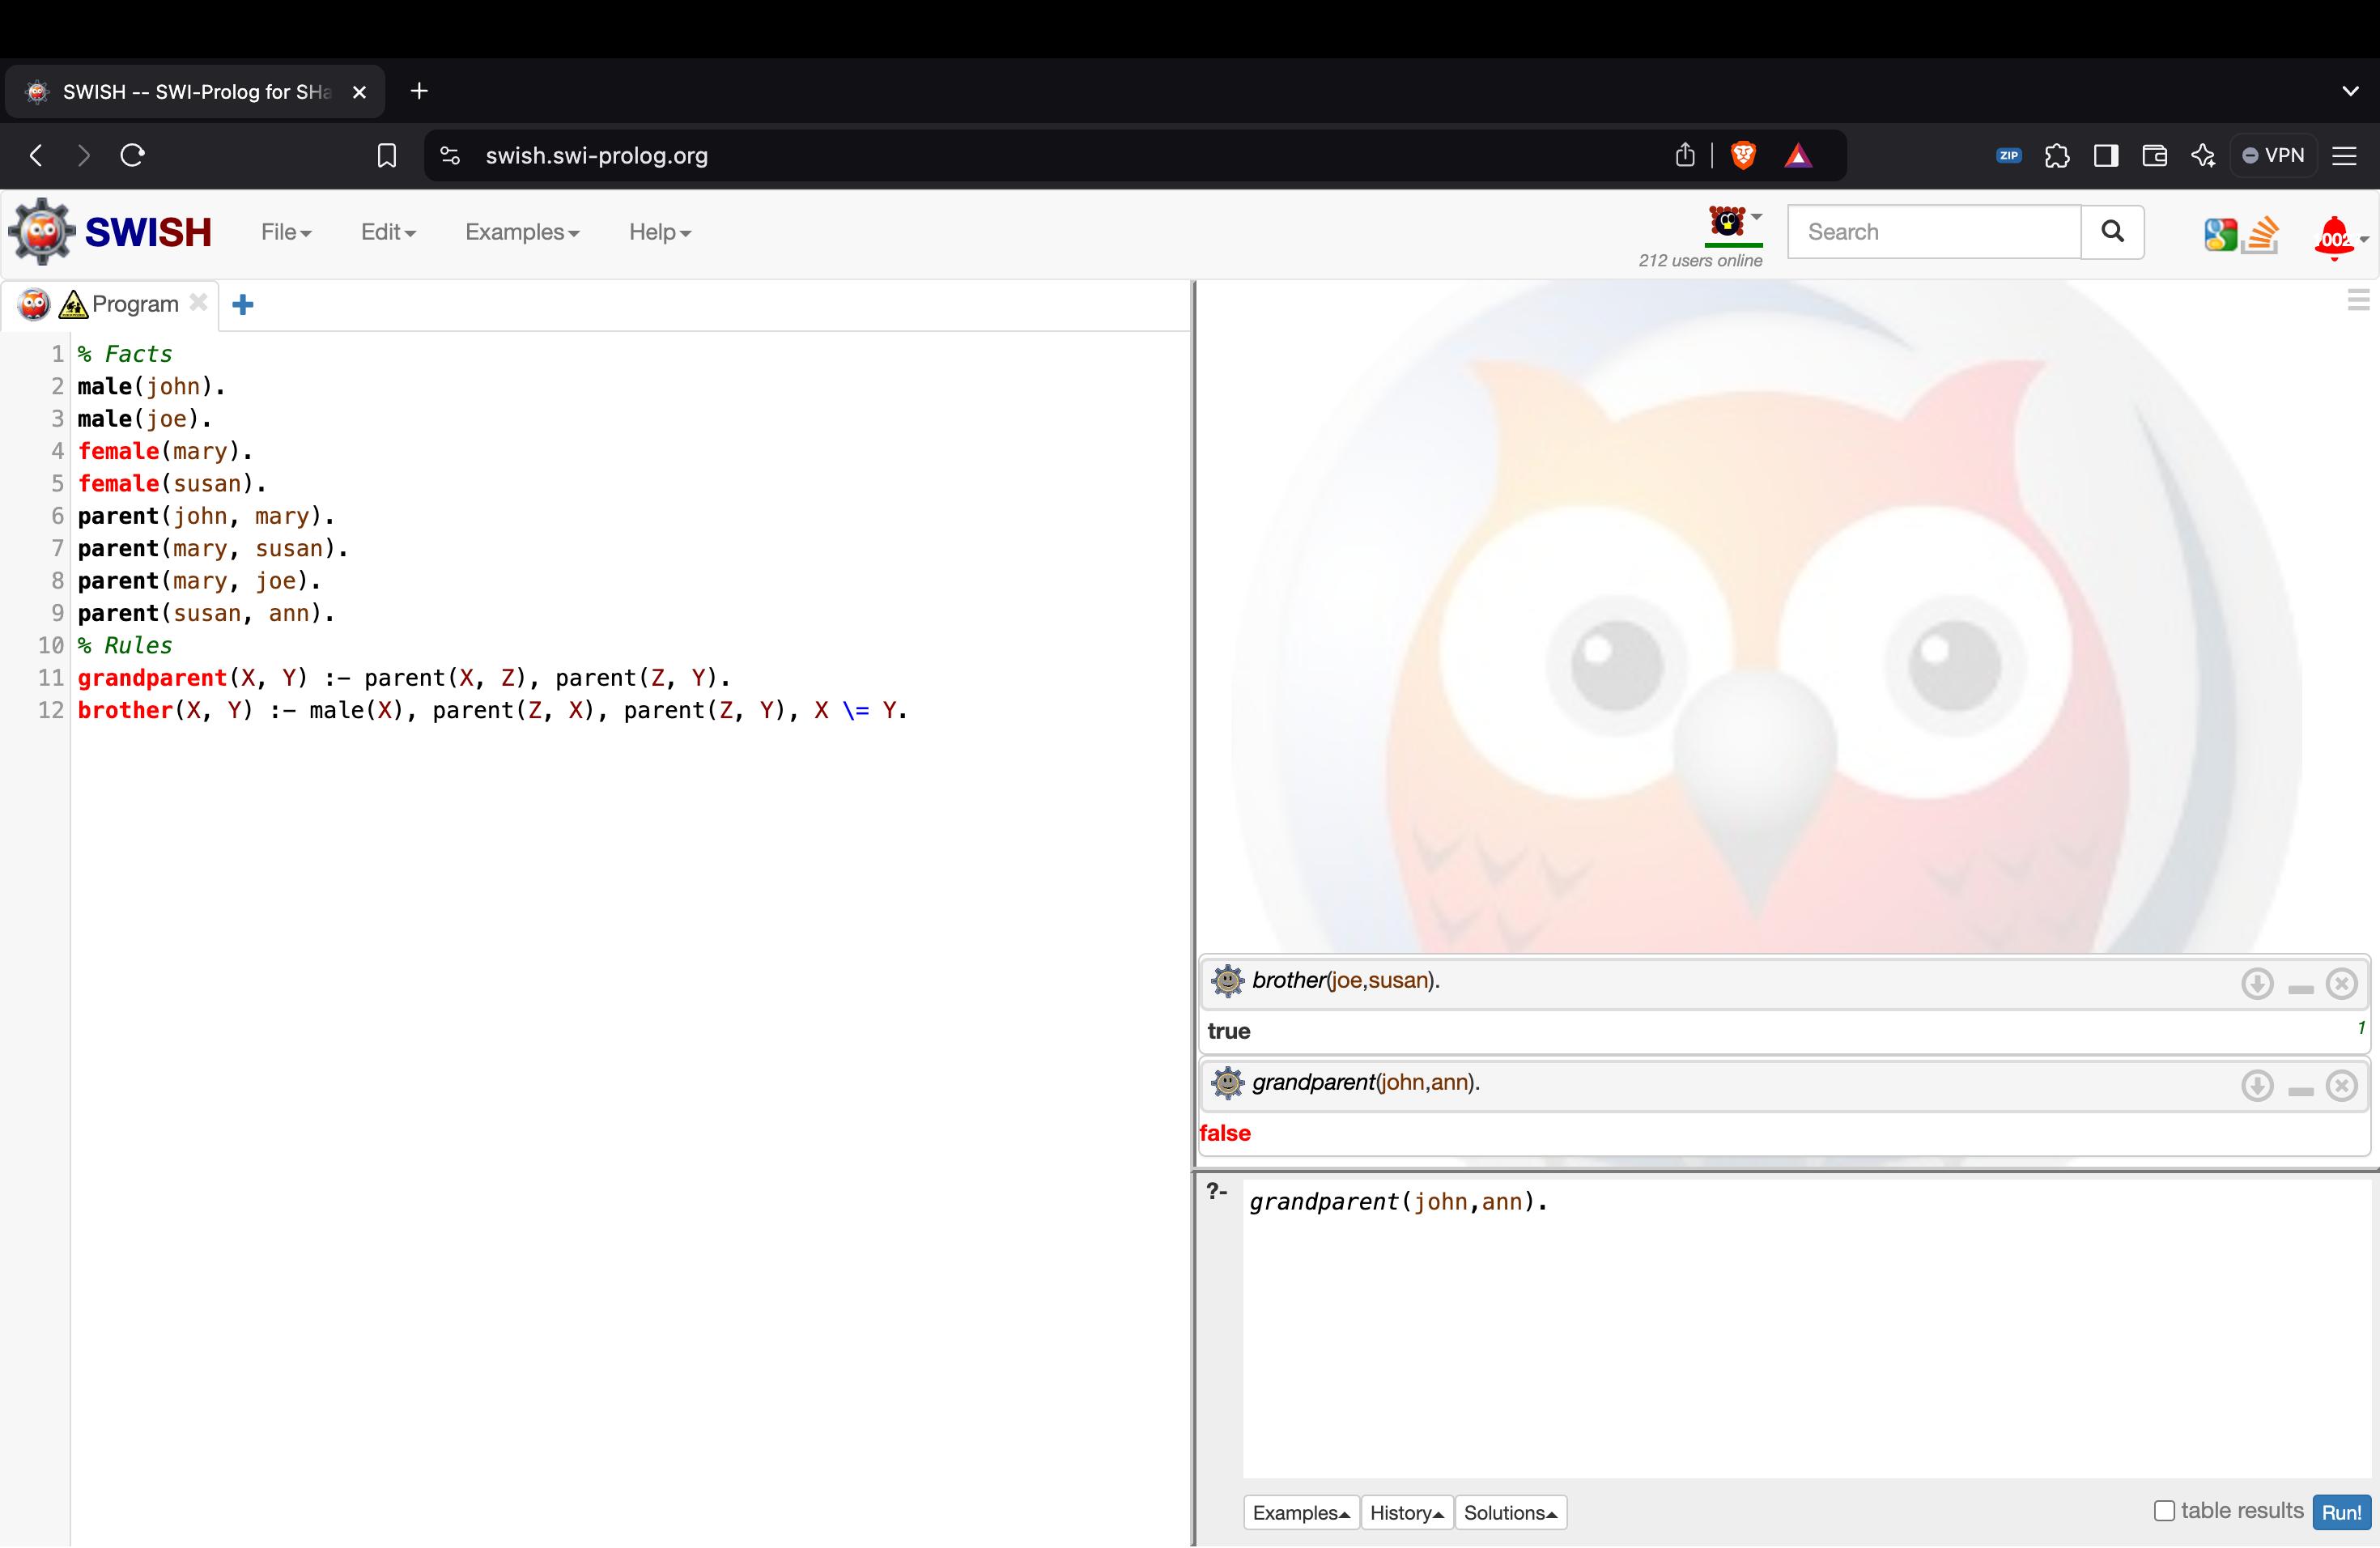 SWISH -- SWI-Prolog for SHa
swish.swi-prolog.org
ZIP
VPN
SWISH File Edit Examples Help
212 users online
Search
Program
1 % Facts
2 male(john).
3 male(joe).
4 female(mary).
5 female(susan).
6 parent(john, mary).
7 parent(mary, susan).
8 parent(mary, joe).
9 parent(susan, ann).
10 % Rules
11 grandparent(X, Y) :- parent(X, Z), parent(Z, Y).
12 brother(X, Y) :- male(X), parent(Z, X), parent(Z, Y), X \= Y.
brother(joe,susan).
true 1
grandparent(john,ann).
false
?- grandparent(john,ann).
Examples History Solutions table results Run!